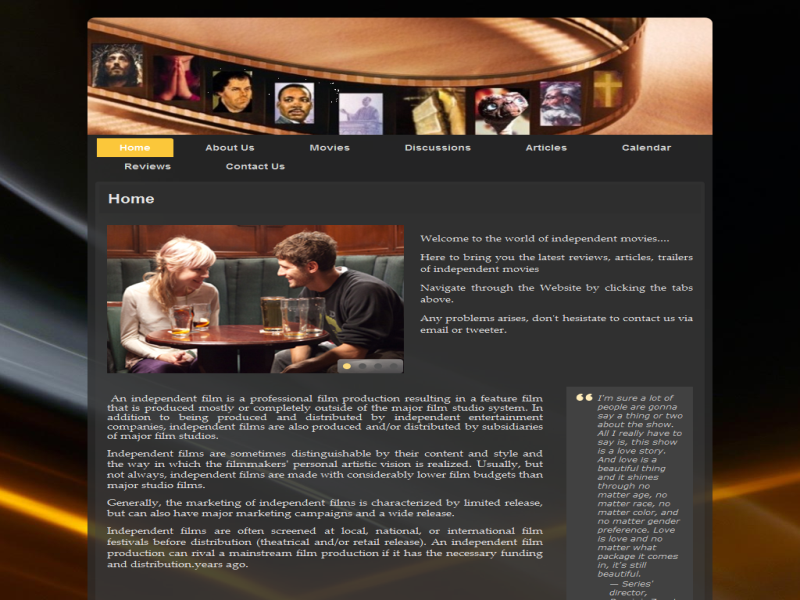 Home About Us Movies Discussions Articles Calendar
Reviews Contact Us
Home
Welcome to the world of independent movies....
Here to bring you the latest reviews, articles, trailers
of independent movies
Navigate through the Website by clicking the tabs
above.
Any problems arises, don't hesistate to contact us via
email or tweeter.
An independent film is a professional film production resulting in a feature film
that is produced mostly or completely outside of the major film studio system. In
addition to being produced and distributed by independent entertainment
companies, independent films are also produced and/or distributed by subsidiaries
of major film studios.
Independent films are sometimes distinguishable by their content and style and
the way in which the filmmakers' personal artistic vision is realized. Usually, but
not always, independent films are made with considerably lower film budgets than
major studio films.
Generally, the marketing of independent films is characterized by limited release,
but can also have major marketing campaigns and a wide release.
Independent films are often screened at local, national, or international film
festivals before distribution (theatrical and/or retail release). An independent film
production can rival a mainstream film production if it has the necessary funding
and distribution.years ago.
“ I'm sure a lot of
people are gonna
say a thing or two
about the show.
All I really have to
say is, this show
is a love story.
And love is a
beautiful thing
and it shines
through no
matter age, no
matter race, no
matter color, and
no matter gender
preference. Love
is love and no
matter what
package it comes
in, it's still
beautiful.
— Series'
director,